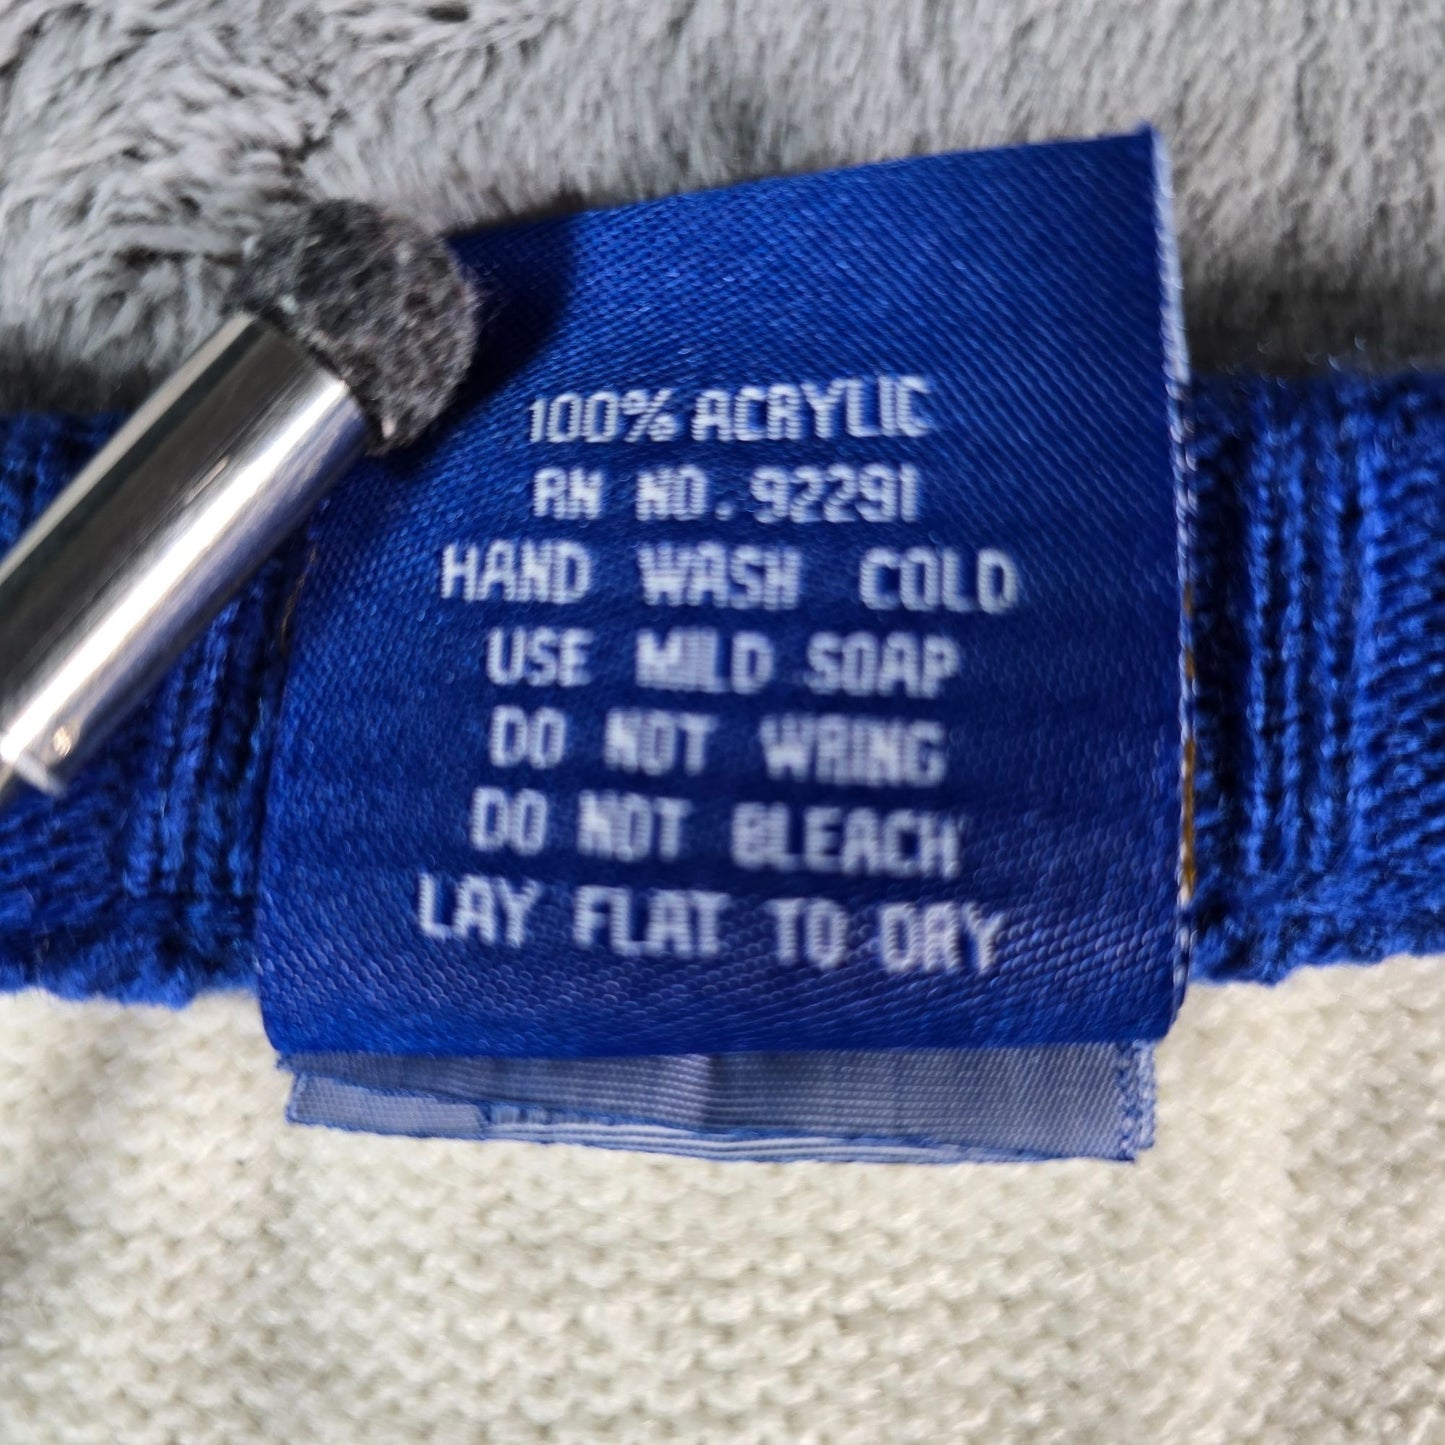 100% ACRYLIC
RN NO. 92291
HAND WASH COLD
USE MILD SOAP
DO NOT WRING
DO NOT BLEACH
LAY FLAT TO DRY